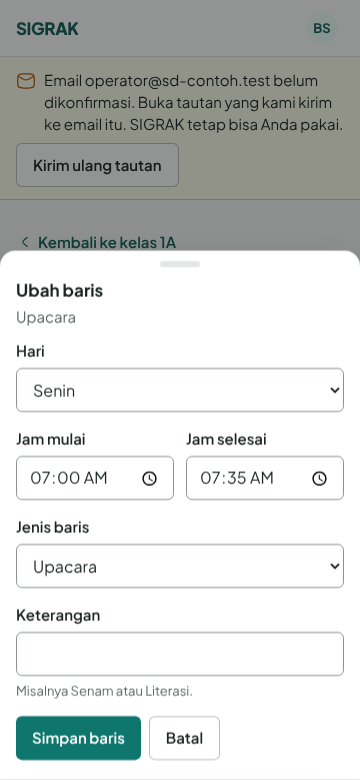 SIGRAK
BS
Email operator@sd-contoh.test belum
dikonfirmasi. Buka tautan yang kami kirim
ke email itu. SIGRAK tetap bisa Anda pakai.
Kirim ulang tautan
Kembali ke kelas 1A
Ubah baris
Upacara
Hari
Senin
Jam mulai
Jam selesai
07:00 AM
07:35 AM
Jenis baris
Upacara
Keterangan
Misalnya Senam atau Literasi.
Simpan baris
Batal